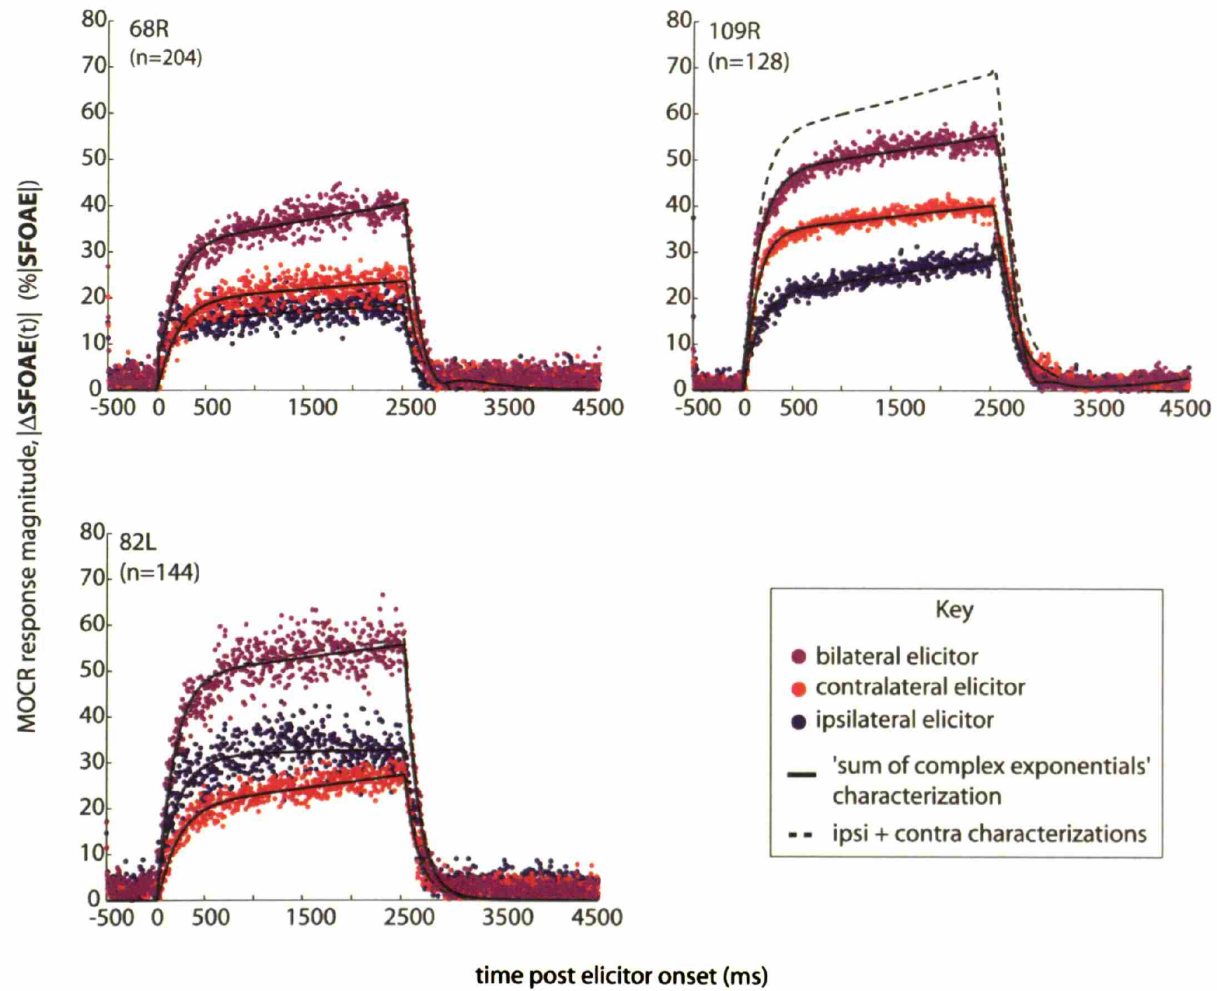 MOCR response magnitude, |ΔSFOAE(t)| (%|SFOAE|)
68R
(n=204)
80
70
60
50
40
30
20
10
0
-500 0 500 1500 2500 3500 4500
109R
(n=128)
80
70
60
50
40
30
20
10
0
-500 0 500 1500 2500 3500 4500
82L
(n=144)
80
70
60
50
40
30
20
10
0
-500 0 500 1500 2500 3500 4500
Key
bilateral elicitor
contralateral elicitor
ipsilateral elicitor
'sum of complex exponentials'
characterization
ipsi + contra characterizations
time post elicitor onset (ms)